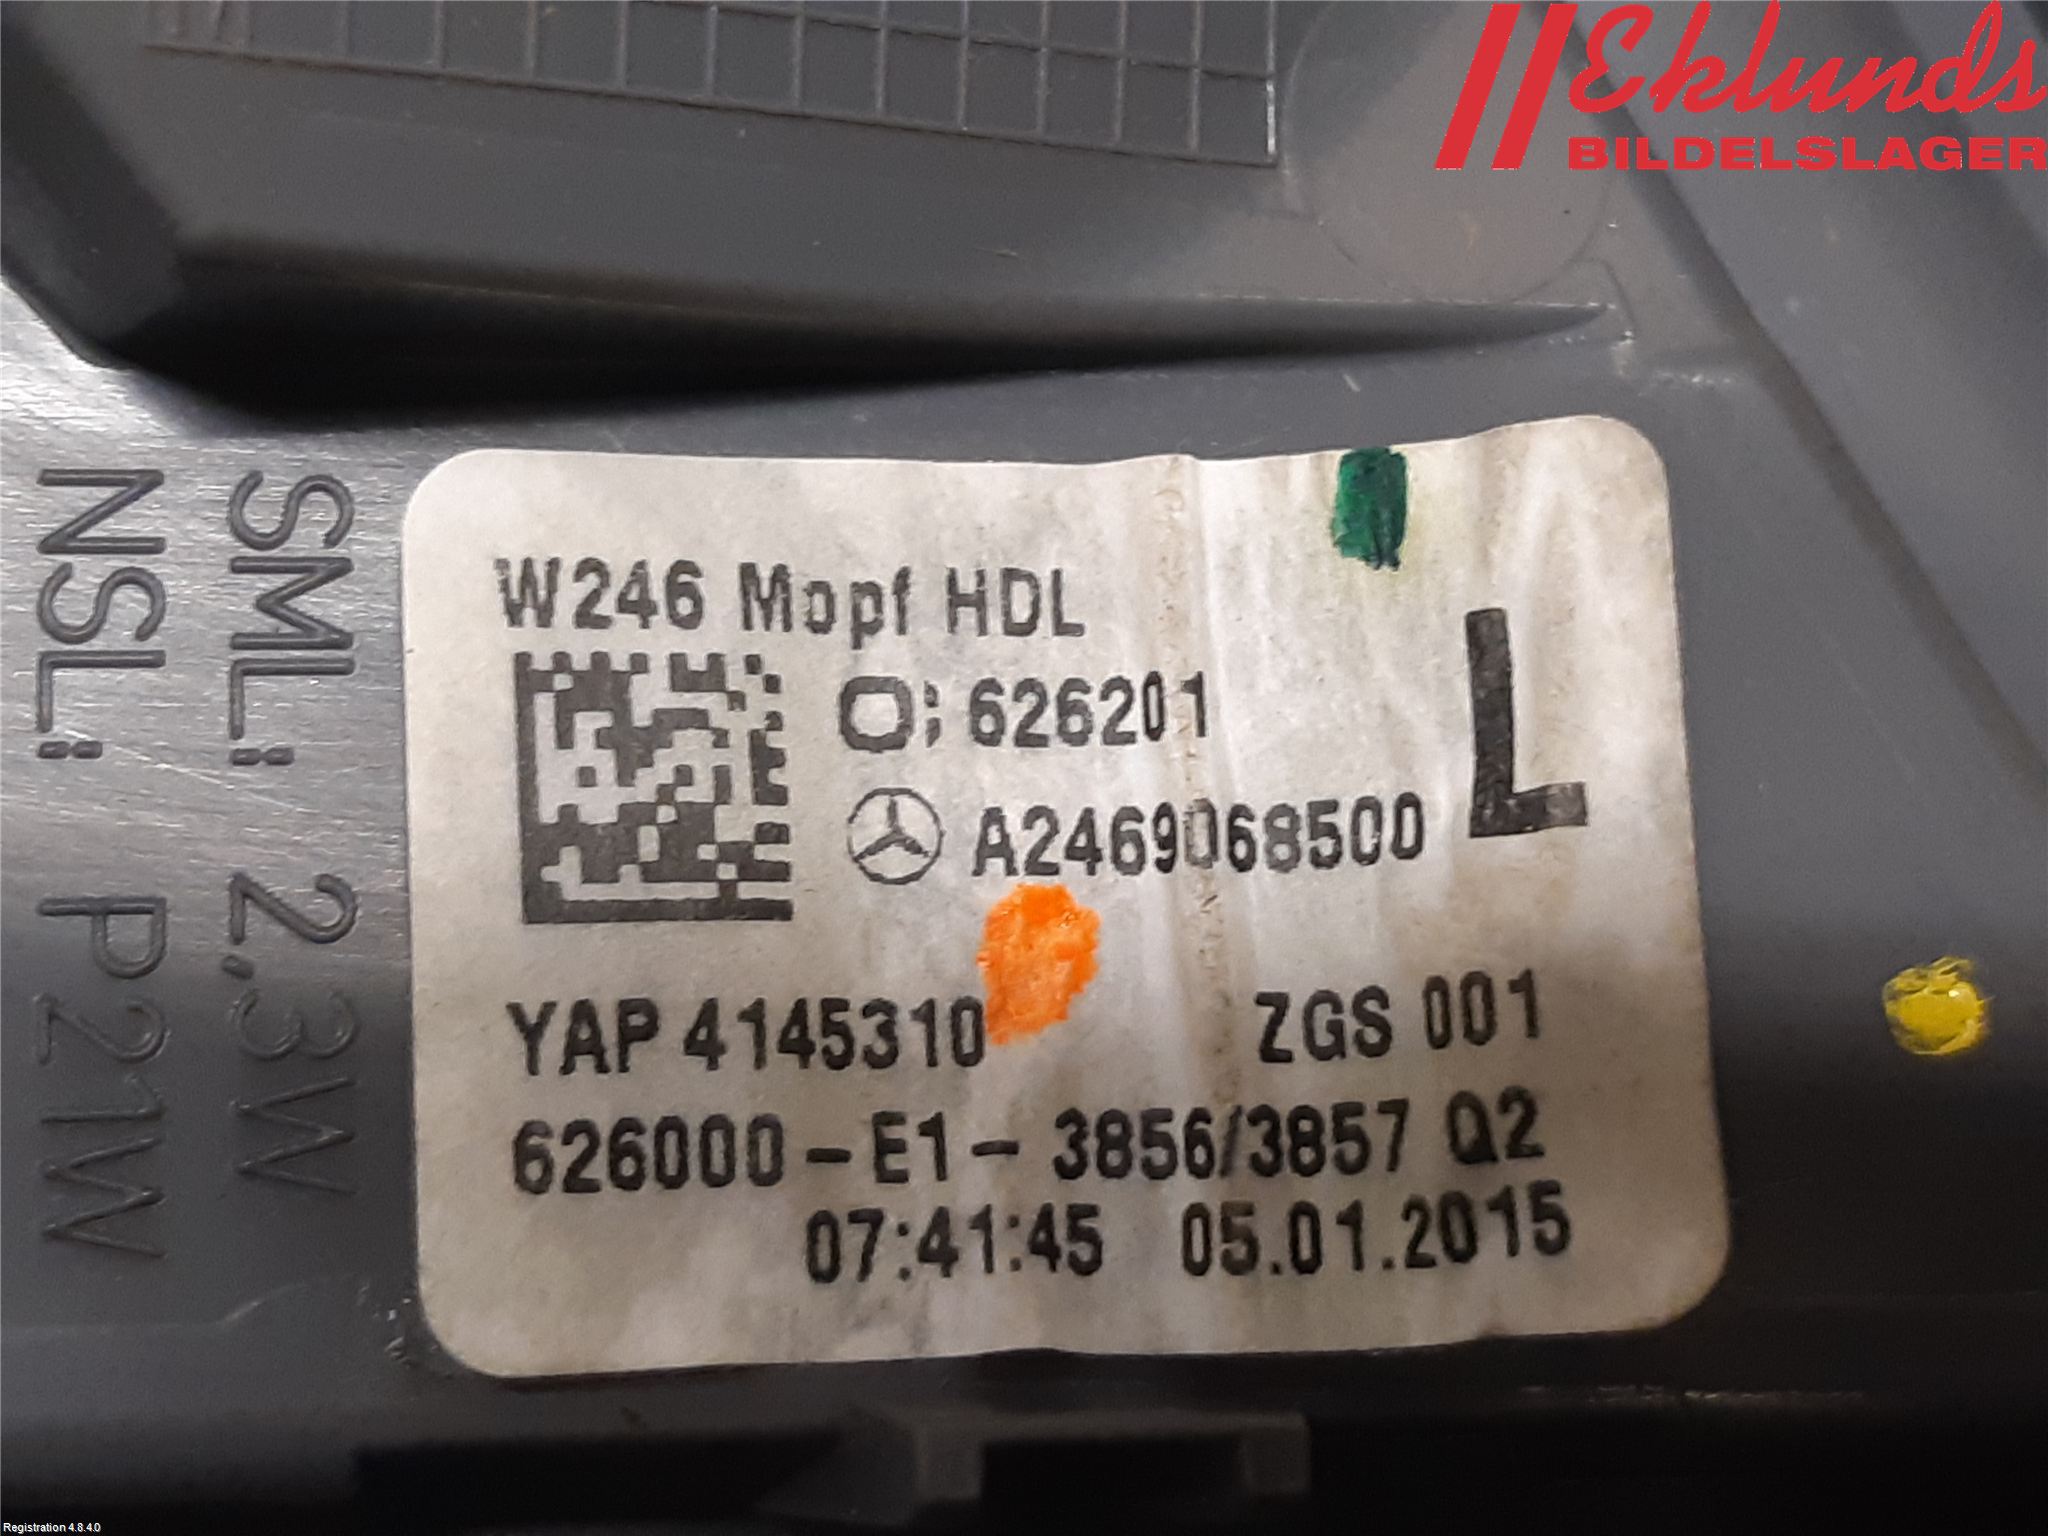 Eklunds
BILDELSLAGER
SML: 2,3W
NSL: P21W
W246 Mopf HDL
: 626201
A2469068500
L
YAP 4145310 ZGS 001
626000-E1-3856/3857 Q2
07:41:45 05.01.2015
Registration 4.8.4.0